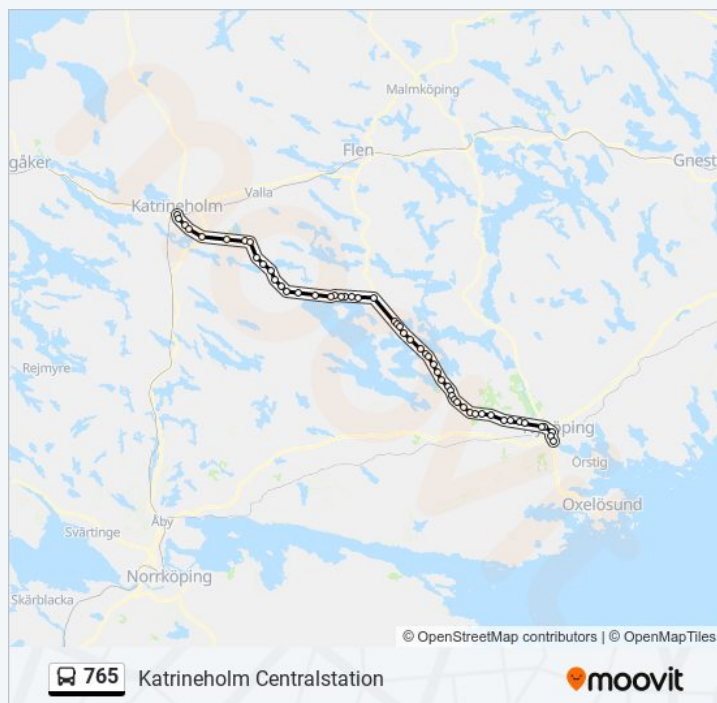 Malmköping
Flen
Gnest
gåker
Valla
Katrineholm
Rejmyre
köping
Örstig
Oxelösund
Åby
Svärtinge
Norrköping
Skärblacka
© OpenStreetMap contributors | © OpenMapTiles
765 Katrineholm Centralstation
moovit